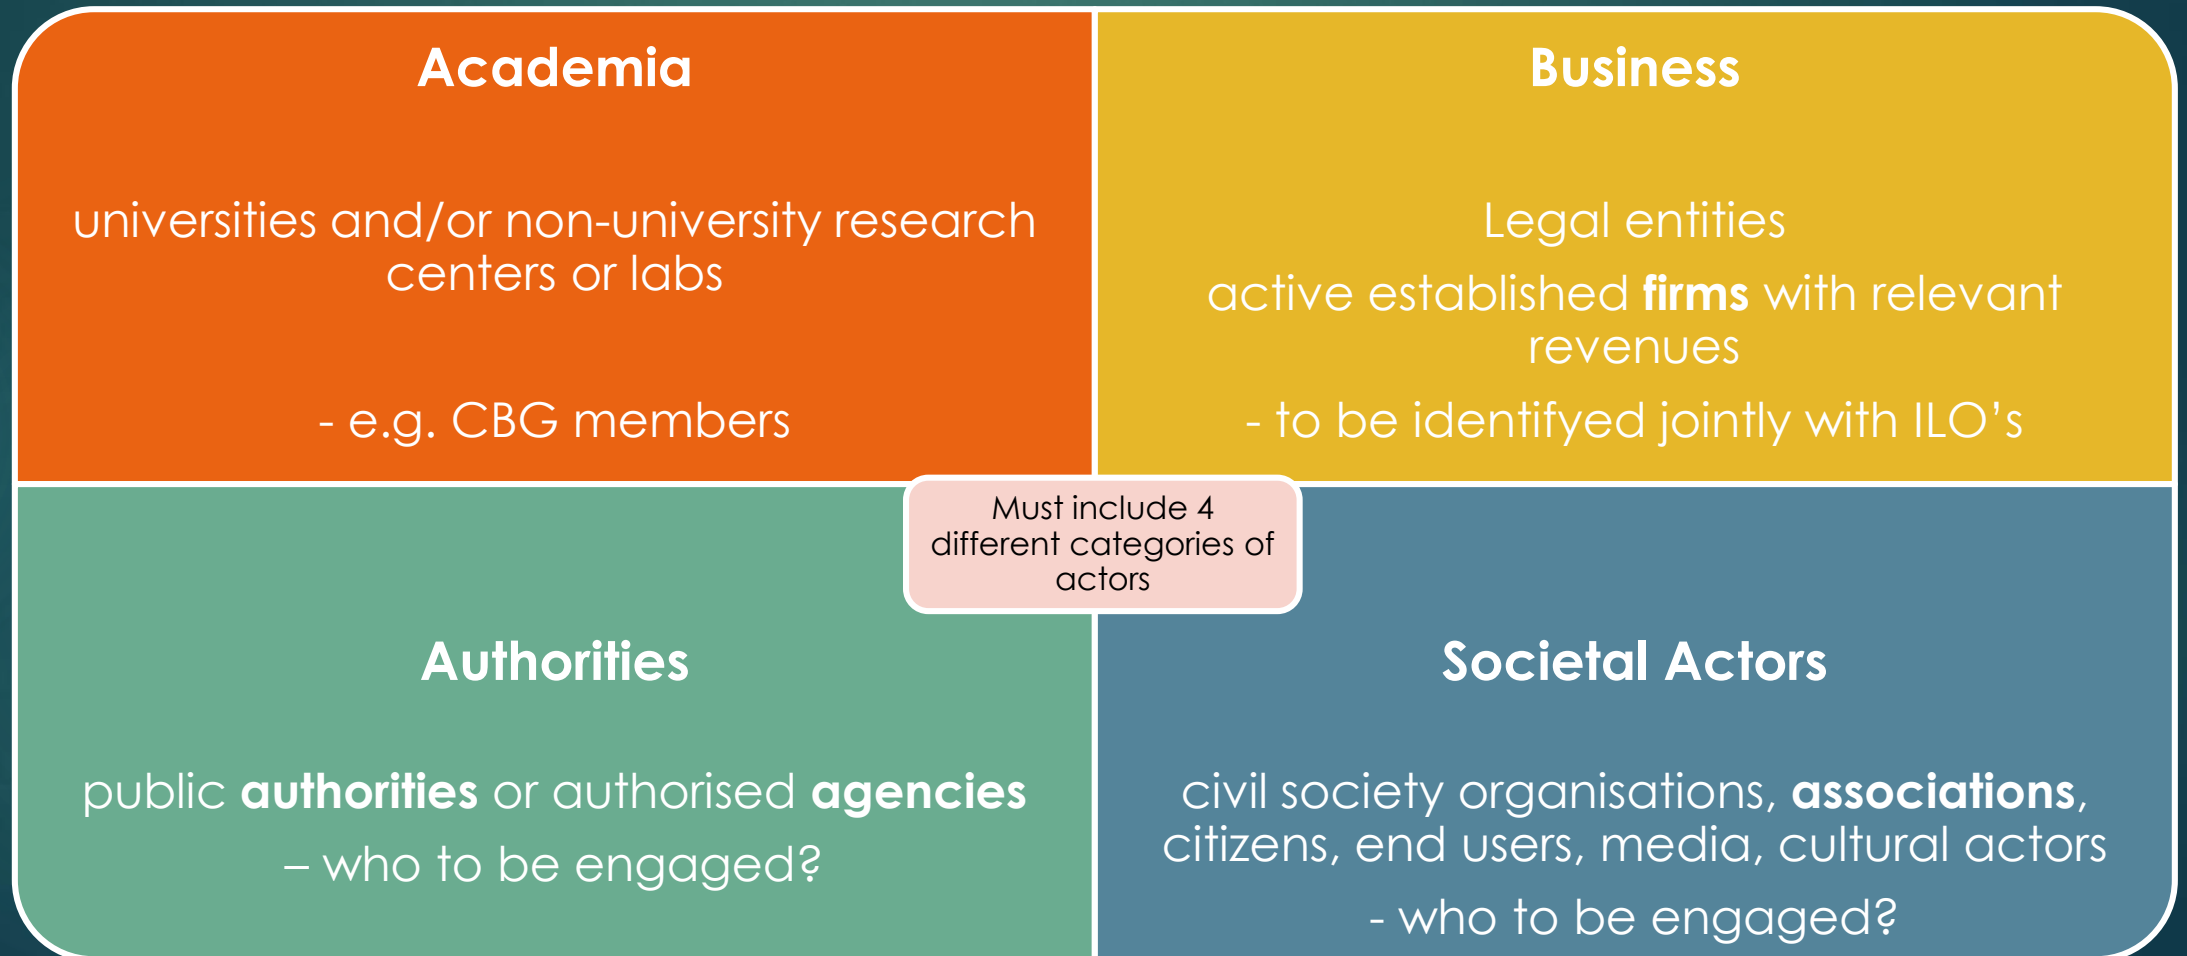 Academia
universities and/or non-university research
centers or labs
- e.g. CBG members
Business
Legal entities
active established firms with relevant
revenues
- to be identifyed jointly with ILO’s
Must include 4
different categories of
actors
Authorities
public authorities or authorised agencies
– who to be engaged?
Societal Actors
civil society organisations, associations,
citizens, end users, media, cultural actors
- who to be engaged?